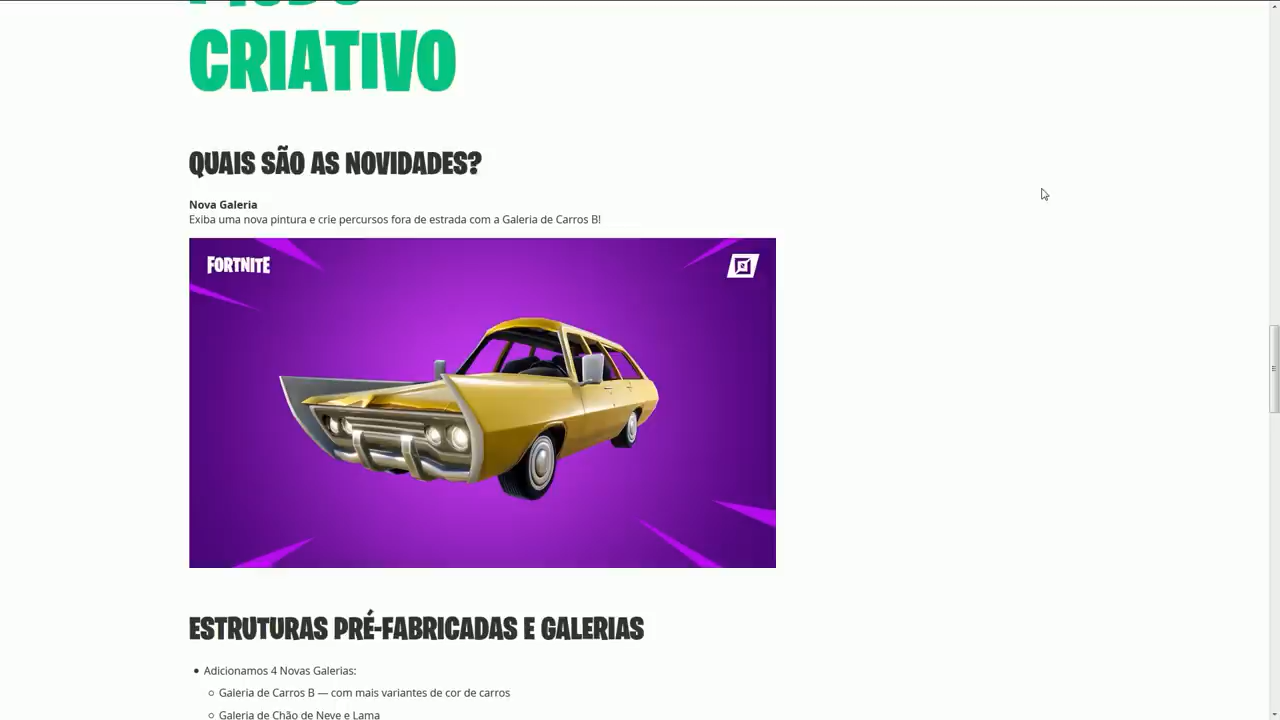 CRIATIVO
QUAIS SÃO AS NOVIDADES?
Nova Galeria
Exiba uma nova pintura e crie percursos fora de estrada com a Galeria de Carros B!
FORTNITE
ESTRUTURAS PRÉ-FABRICADAS E GALERIAS
• Adicionamos 4 Novas Galerias:
○ Galeria de Carros B — com mais variantes de cor de carros
○ Galeria de Chão de Neve e Lama